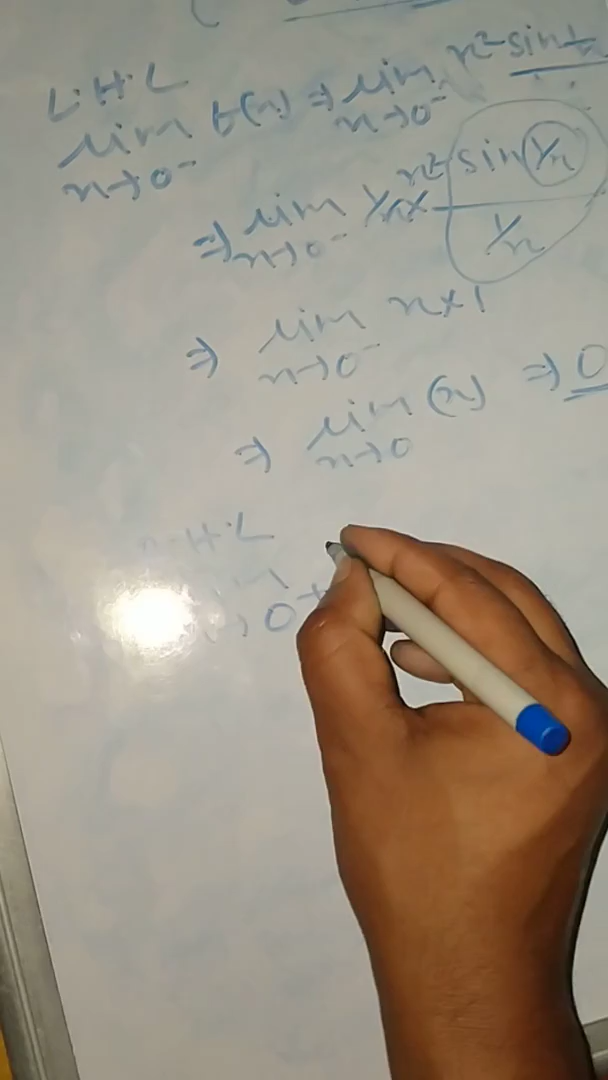 L.H.L
lim x→0⁻ f(x) ⇒ lim x→0⁻ x² sin 1/x
⇒ lim x→0⁻ 1/x × x² sin(1/x) / 1/x
⇒ lim x→0⁻ x×1
⇒ lim x→0 (x) ⇒ 0
H.L
→0⁺